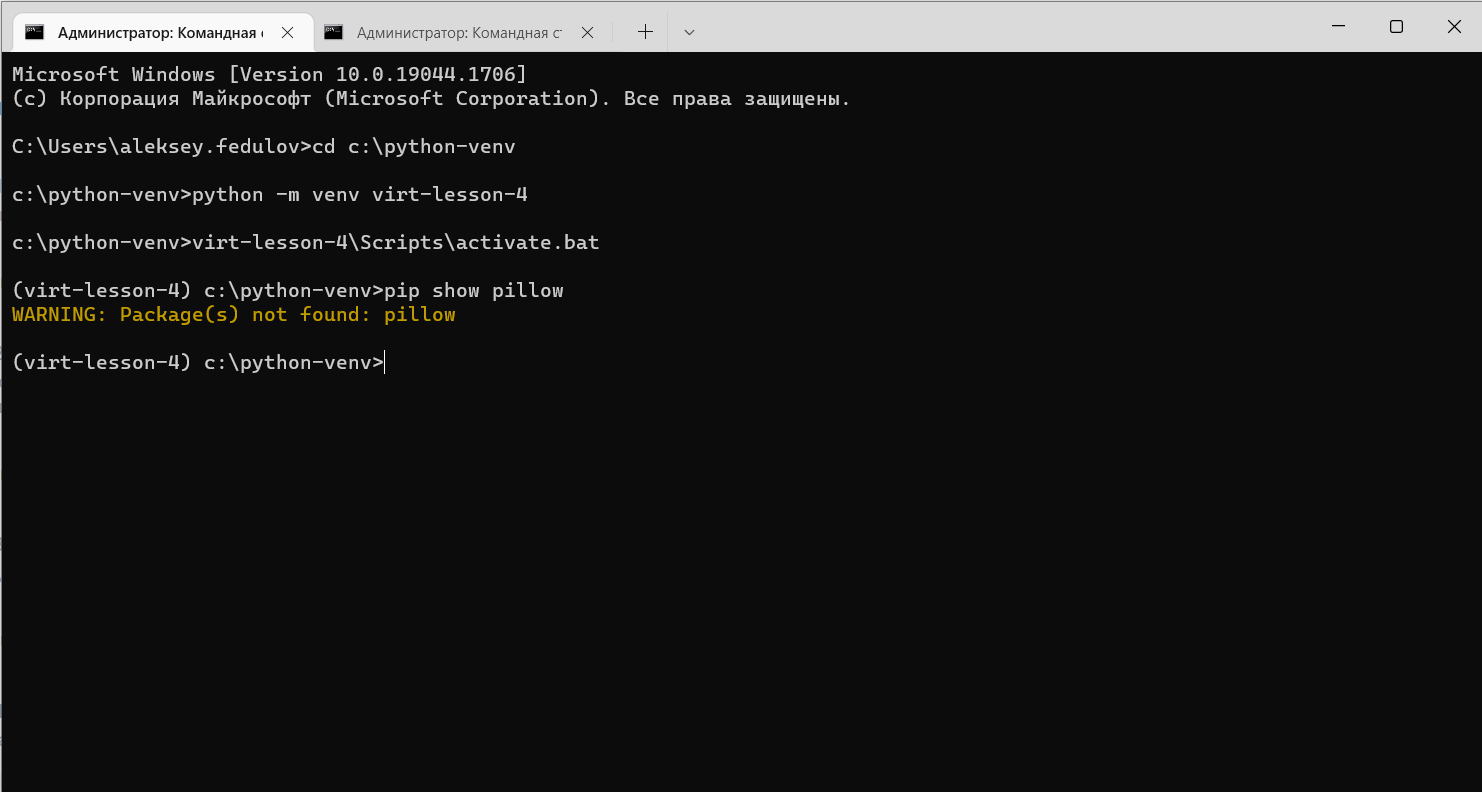 Администратор: Командная
Администратор: Командная
Microsoft Windows [Version 10.0.19044.1706]
(c) Корпорация Майкрософт (Microsoft Corporation). Все права защищены.
C:\Users\aleksey.fedulov>cd c:\python-venv
c:\python-venv>python -m venv virt-lesson-4
c:\python-venv>virt-lesson-4\Scripts\activate.bat
(virt-lesson-4) c:\python-venv>pip show pillow
WARNING: Package(s) not found: pillow
(virt-lesson-4) c:\python-venv>